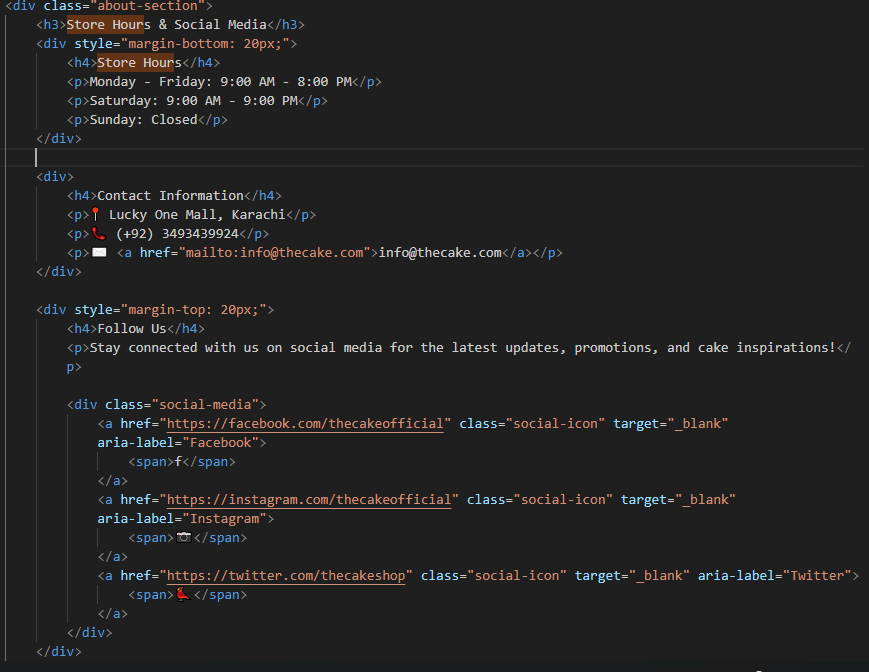 <div class="about-section">
<h3>Store Hours & Social Media</h3>
<div style="margin-bottom: 20px;">
<h4>Store Hours</h4>
<p>Monday - Friday: 9:00 AM - 8:00 PM</p>
<p>Saturday: 9:00 AM - 9:00 PM</p>
<p>Sunday: Closed</p>
</div>
<div>
<h4>Contact Information</h4>
<p>📍 Lucky One Mall, Karachi</p>
<p>📞 (+92) 3493439924</p>
<p>✉️ <a href="mailto:info@thecake.com">info@thecake.com</a></p>
</div>
<div style="margin-top: 20px;">
<h4>Follow Us</h4>
<p>Stay connected with us on social media for the latest updates, promotions, and cake inspirations!</
p>
<div class="social-media">
<a href="https://facebook.com/thecakeofficial" class="social-icon" target="_blank"
aria-label="Facebook">
<span>f</span>
</a>
<a href="https://instagram.com/thecakeofficial" class="social-icon" target="_blank"
aria-label="Instagram">
<span>📷</span>
</a>
<a href="https://twitter.com/thecakeshop" class="social-icon" target="_blank" aria-label="Twitter">
<span>🐦</span>
</a>
</div>
</div>